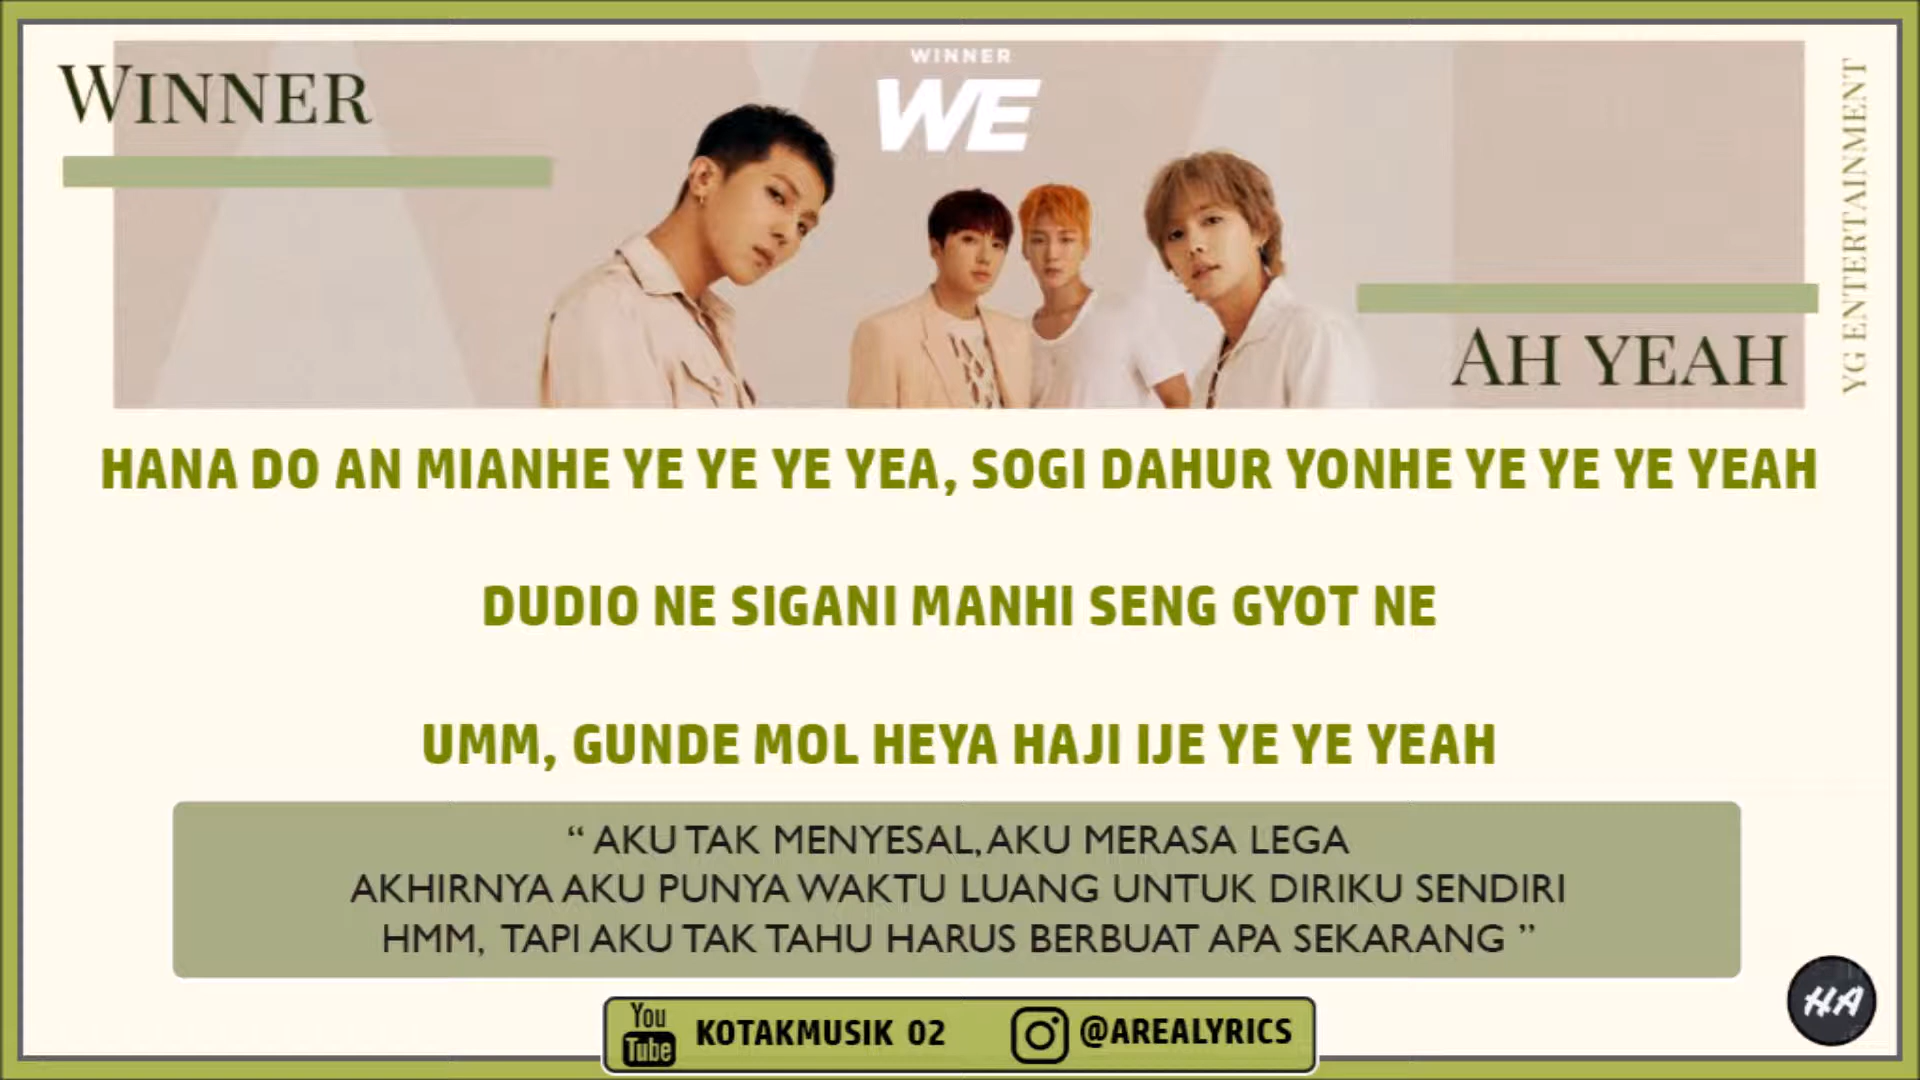 WINNER
WINNER
WE
YG ENTERTAINMENT
AH YEAH
HANA DO AN MIANHE YE YE YE YEA, SOGI DAHUR YONHE YE YE YE YEAH
DUDIO NE SIGANI MANHI SENG GYOT NE
UMM, GUNDE MOL HEYA HAJI IJE YE YE YEAH
“ AKU TAK MENYESAL, AKU MERASA LEGA
AKHIRNYA AKU PUNYA WAKTU LUANG UNTUK DIRIKU SENDIRI
HMM, TAPI AKU TAK TAHU HARUS BERBUAT APA SEKARANG ”
HA
You Tube KOTAKMUSIK 02 @AREALYRICS